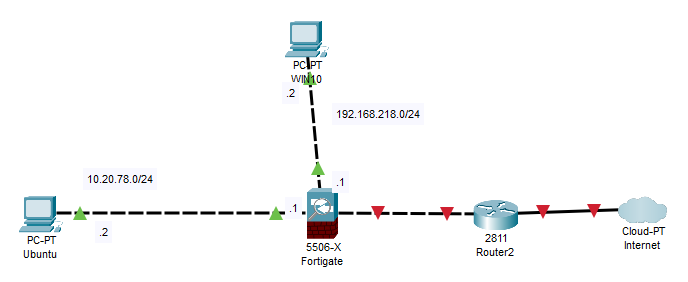 PC-PT
WIN10
.2
192.168.218.0/24
10.20.78.0/24
.1
.1
PC-PT
Ubuntu
.2
5506-X
Fortigate
2811
Router2
Cloud-PT
Internet